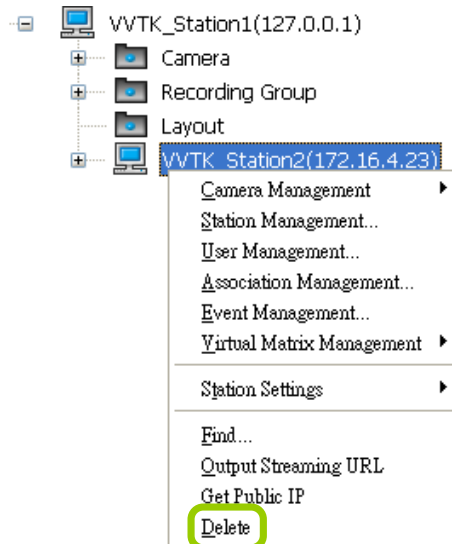 VVTK_Station1(127.0.0.1)
Camera
Recording Group
Layout
VVTK_Station2(172.16.4.23)
Camera Management
Station Management...
User Management...
Association Management...
Event Management...
Virtual Matrix Management
Station Settings
Find...
Output Streaming URL
Get Public IP
Delete